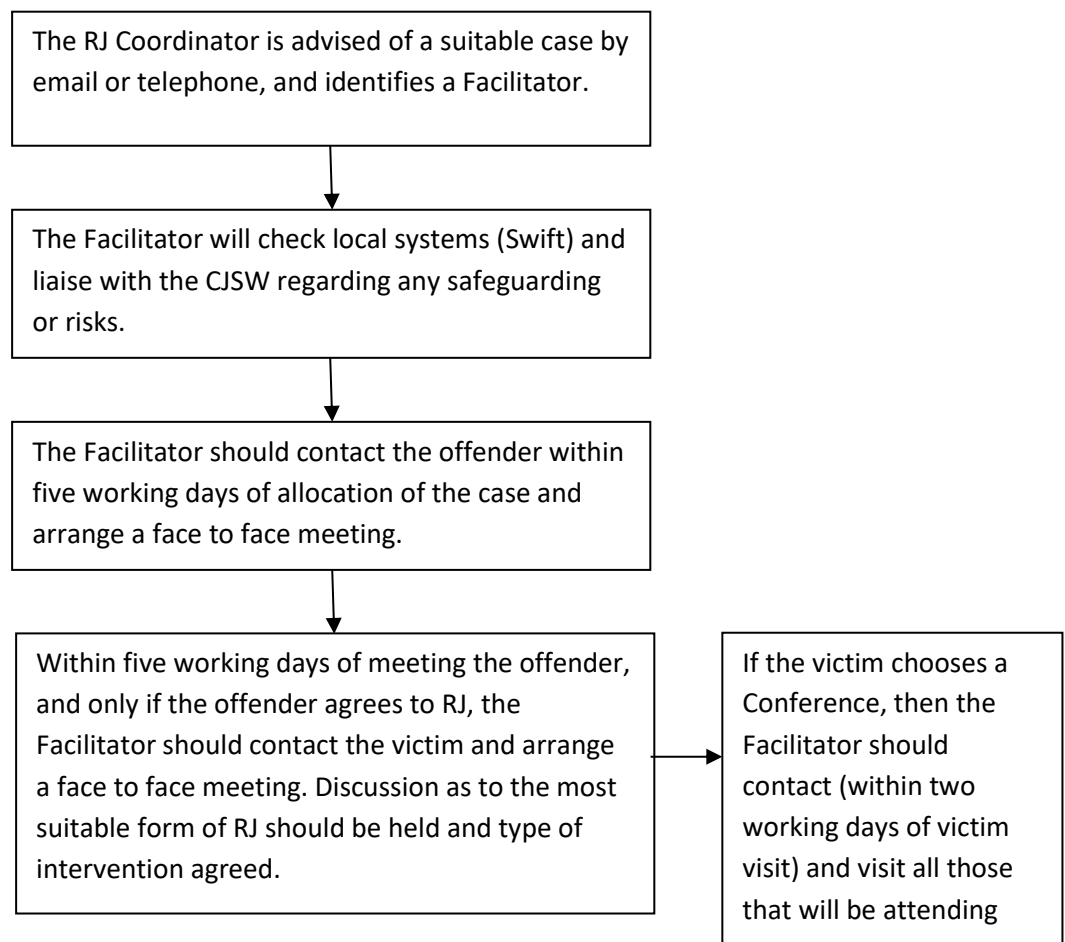 The RJ Coordinator is advised of a suitable case by
email or telephone, and identifies a Facilitator.
The Facilitator will check local systems (Swift) and
liaise with the CJSW regarding any safeguarding
or risks.
The Facilitator should contact the offender within
five working days of allocation of the case and
arrange a face to face meeting.
Within five working days of meeting the offender,
and only if the offender agrees to RJ, the
Facilitator should contact the victim and arrange
a face to face meeting. Discussion as to the most
suitable form of RJ should be held and type of
intervention agreed.
If the victim chooses a
Conference, then the
Facilitator should
contact (within two
working days of victim
visit) and visit all those
that will be attending